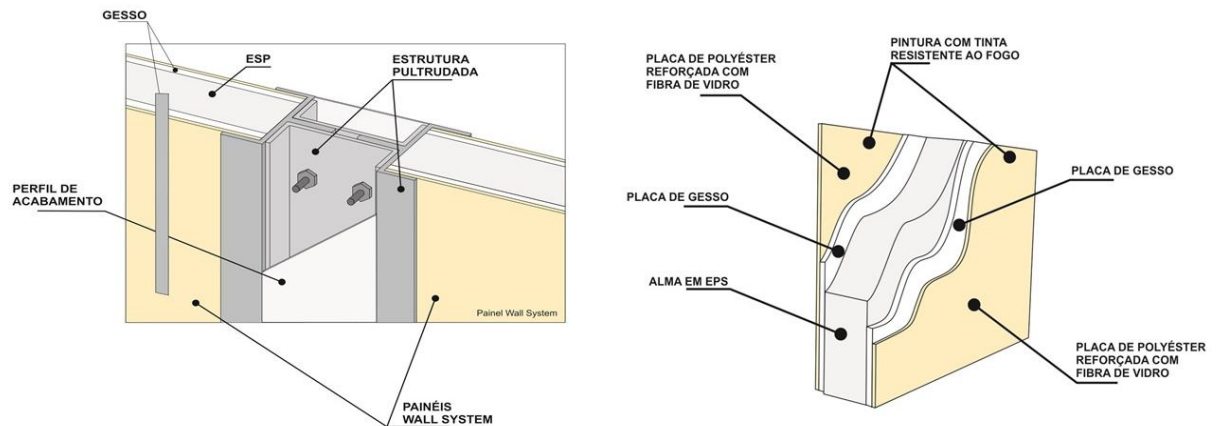 GESSO
ESP
ESTRUTURA
PULTRUDADA
PERFIL DE
ACABAMENTO
Painel Wall System
PAINÉIS
WALL SYSTEM
PLACA DE POLYÉSTER
REFORÇADA COM
FIBRA DE VIDRO
PINTURA COM TINTA
RESISTENTE AO FOGO
PLACA DE GESSO
PLACA DE GESSO
ALMA EM EPS
PLACA DE POLYÉSTER
REFORÇADA COM
FIBRA DE VIDRO